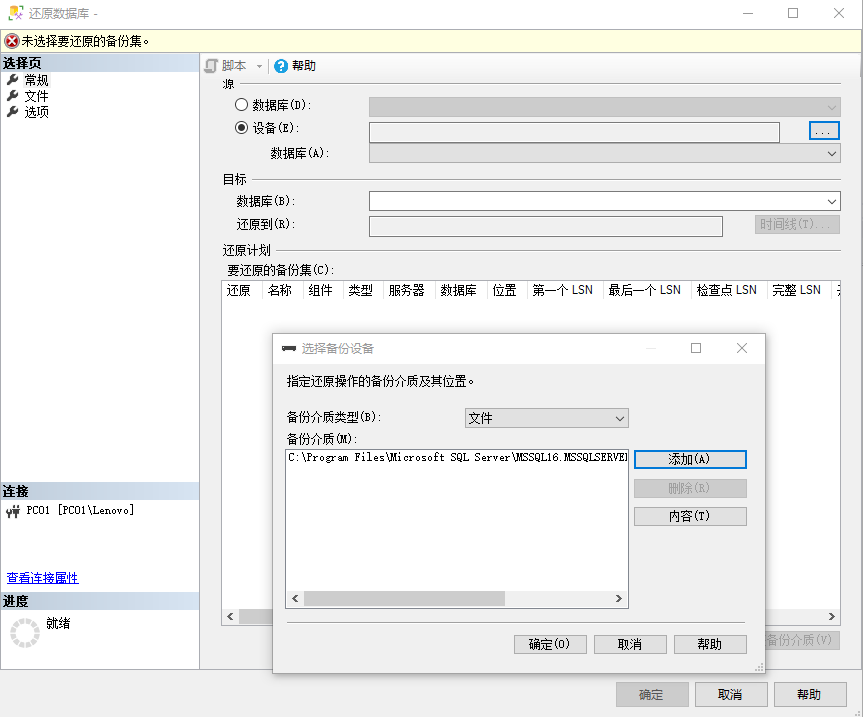 还原数据库 -
未选择要还原的备份集。
选择页
常规
文件
选项
脚本 帮助
源
数据库(D):
设备(E): ...
数据库(A):
目标
数据库(B):
还原到(R): 时间线(T)...
还原计划
要还原的备份集(C):
还原 名称 组件 类型 服务器 数据库 位置 第一个 LSN 最后一个 LSN 检查点 LSN 完整 LSN
选择备份设备
指定还原操作的备份介质及其位置。
备份介质类型(B): 文件
备份介质(M):
C:\Program Files\Microsoft SQL Server\MSSQL16.MSSQLSERVE
添加(A)
删除(R)
内容(T)
确定(O) 取消 帮助
连接
PC01 [PC01\Lenovo]
查看连接属性
进度
就绪
备份介质(V)
确定 取消 帮助